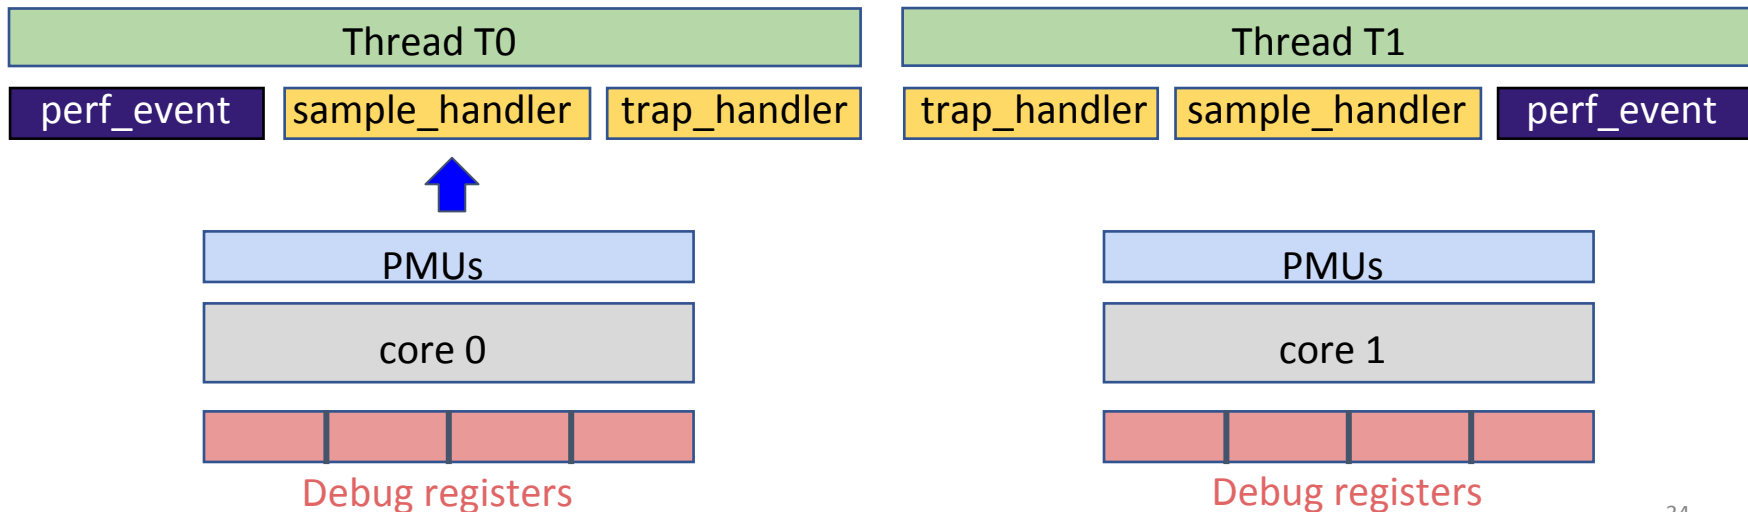 Thread T0
Thread T1
perf_event sample_handler trap_handler
trap_handler sample_handler perf_event
PMUs
PMUs
core 0
core 1
Debug registers
Debug registers